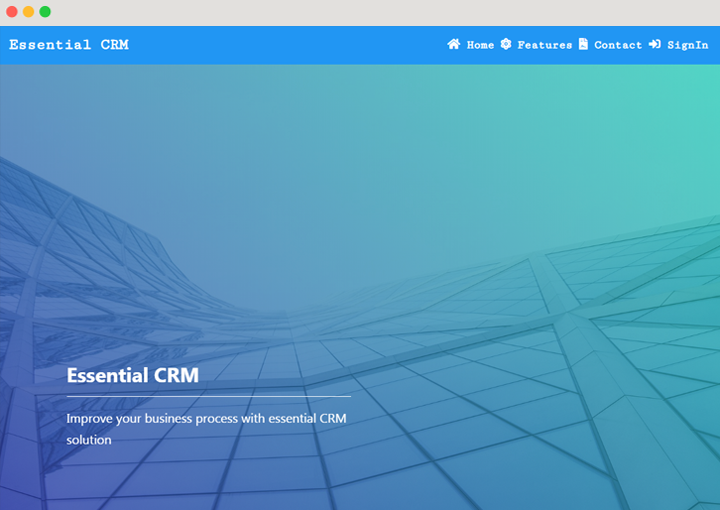 Essential CRM
Home Features Contact SignIn
Essential CRM
Improve your business process with essential CRM
solution